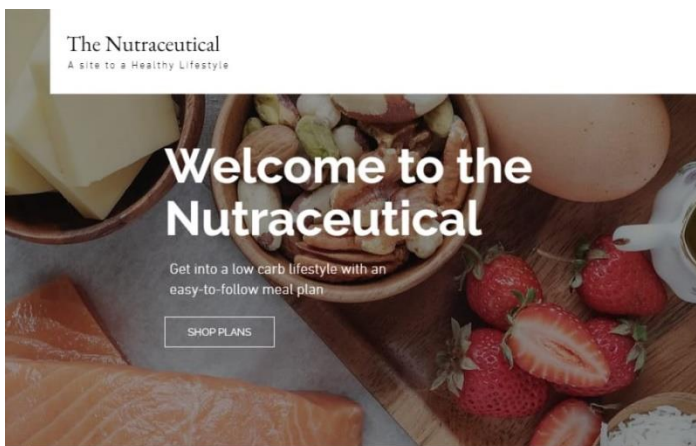 The Nutraceutical
A site to a Healthy Lifestyle
Welcome to the
Nutraceutical
Get into a low carb lifestyle with an
easy-to-follow meal plan
SHOP PLANS